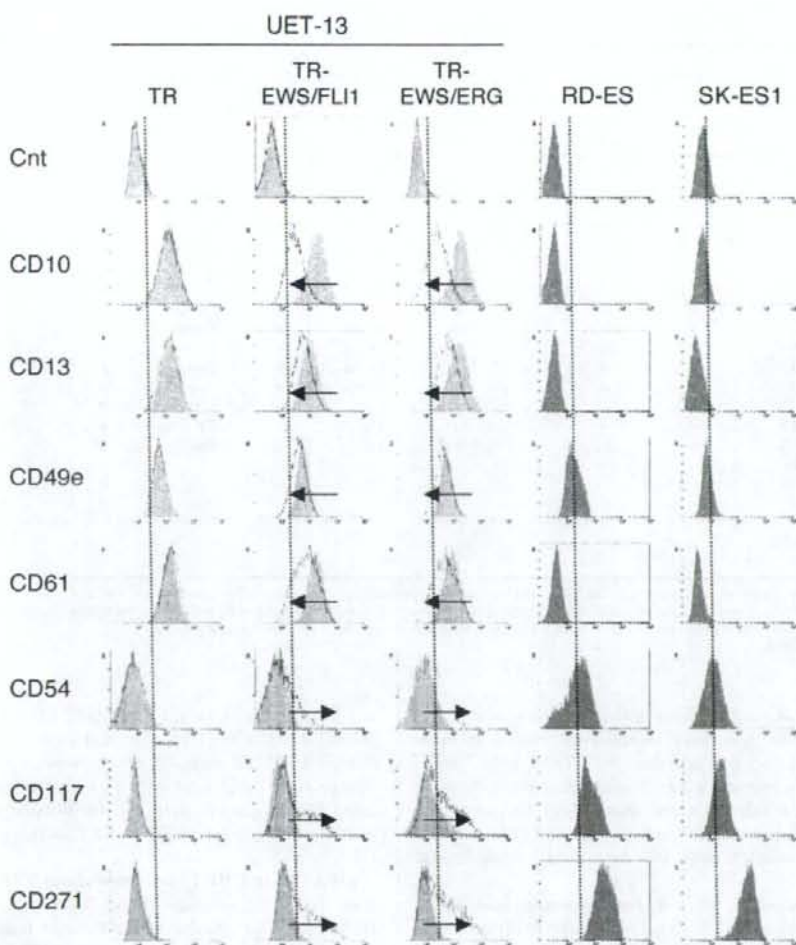 UET-13
TR
TR-
EWS/FLI1
TR-
EWS/ERG
RD-ES
SK-ES1
Cnt
CD10
CD13
CD49e
CD61
CD54
CD117
CD271